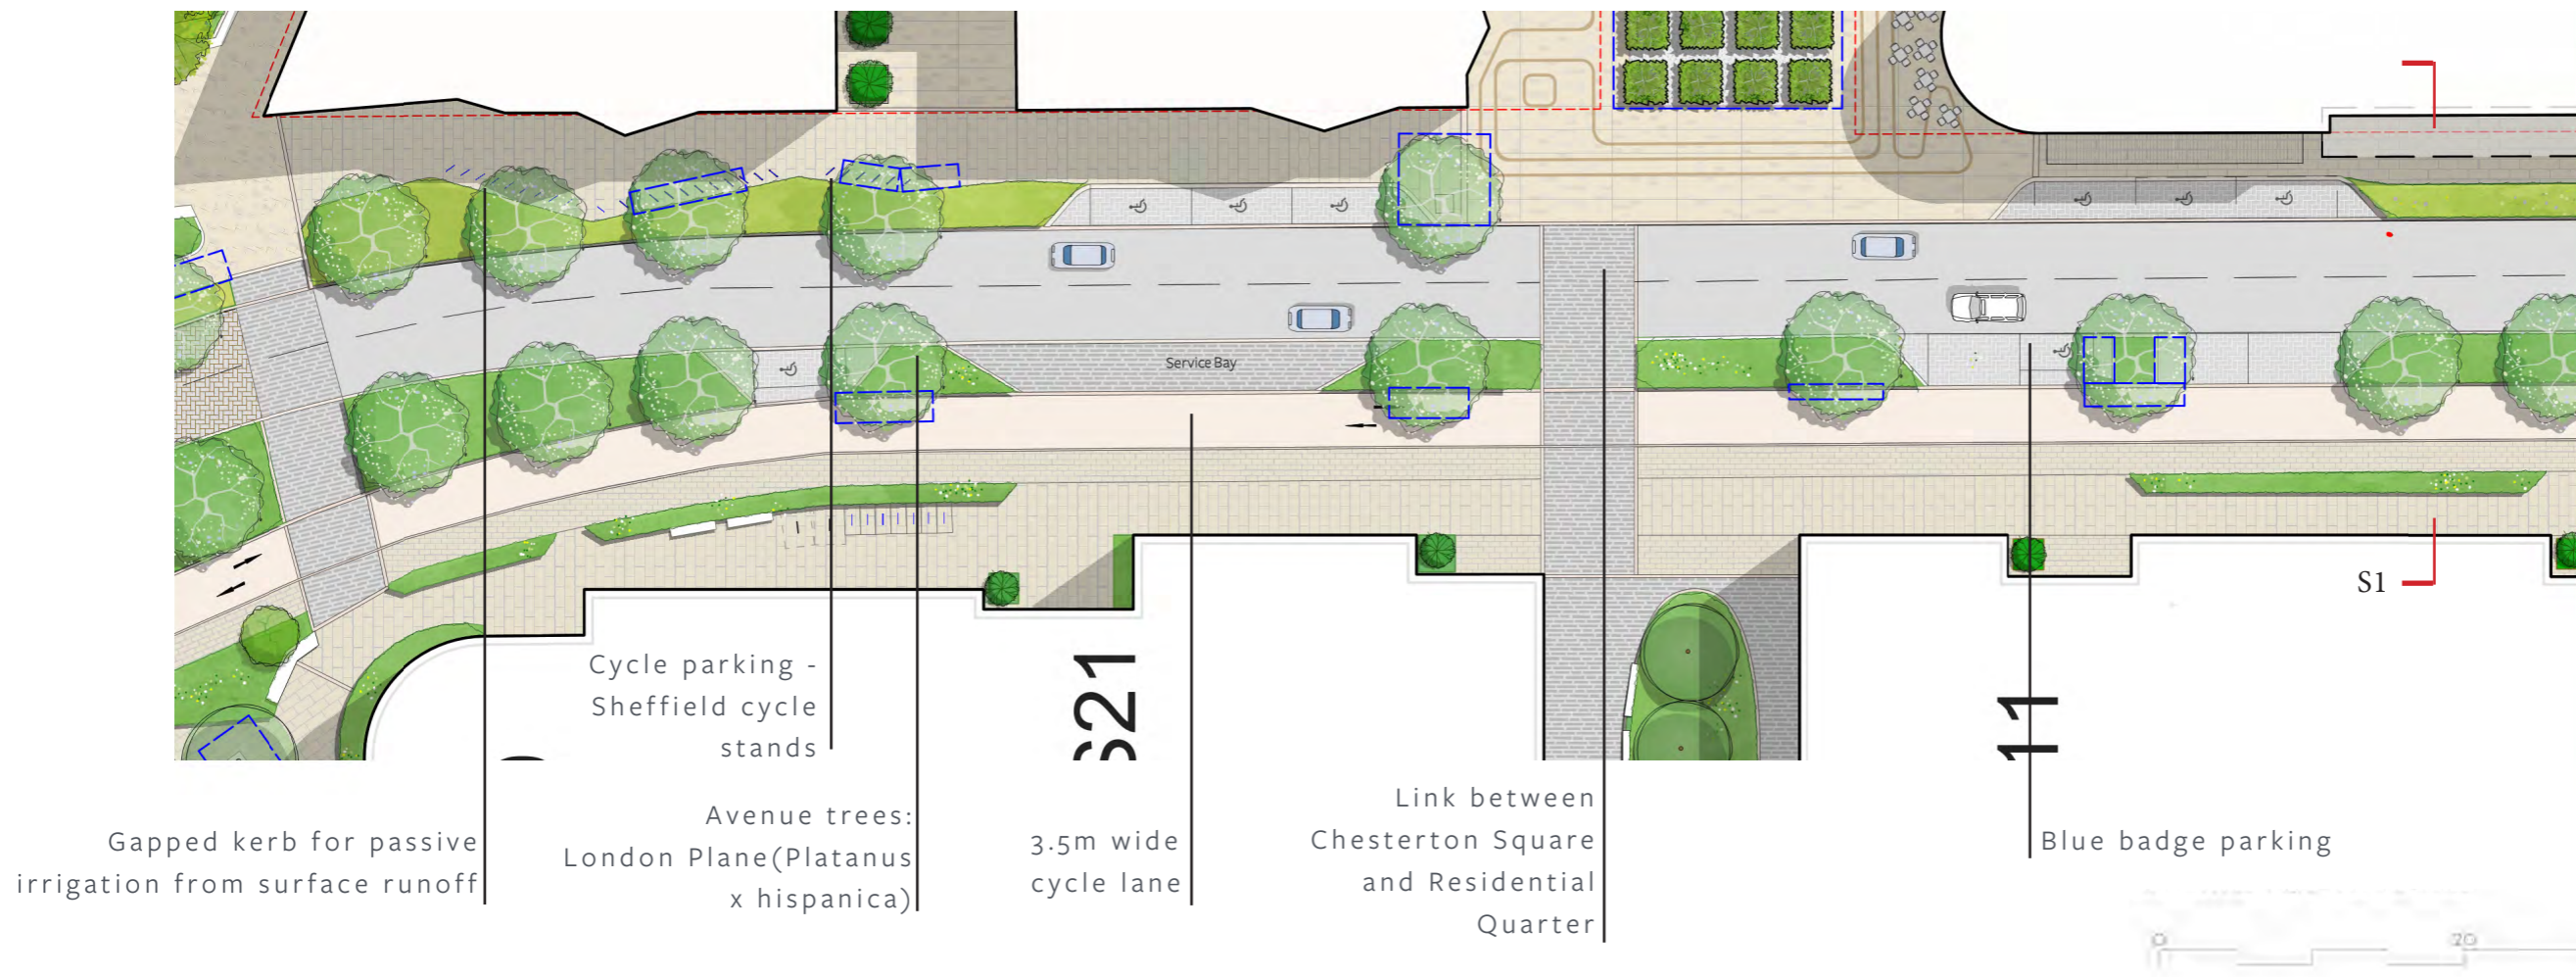 Service Bay
S1
S21
11
Cycle parking -
Sheffield cycle
stands
Gapped kerb for passive
irrigation from surface runoff
Avenue trees:
London Plane(Platanus
x hispanica)
3.5m wide
cycle lane
Link between
Chesterton Square
and Residential
Quarter
Blue badge parking
0
20